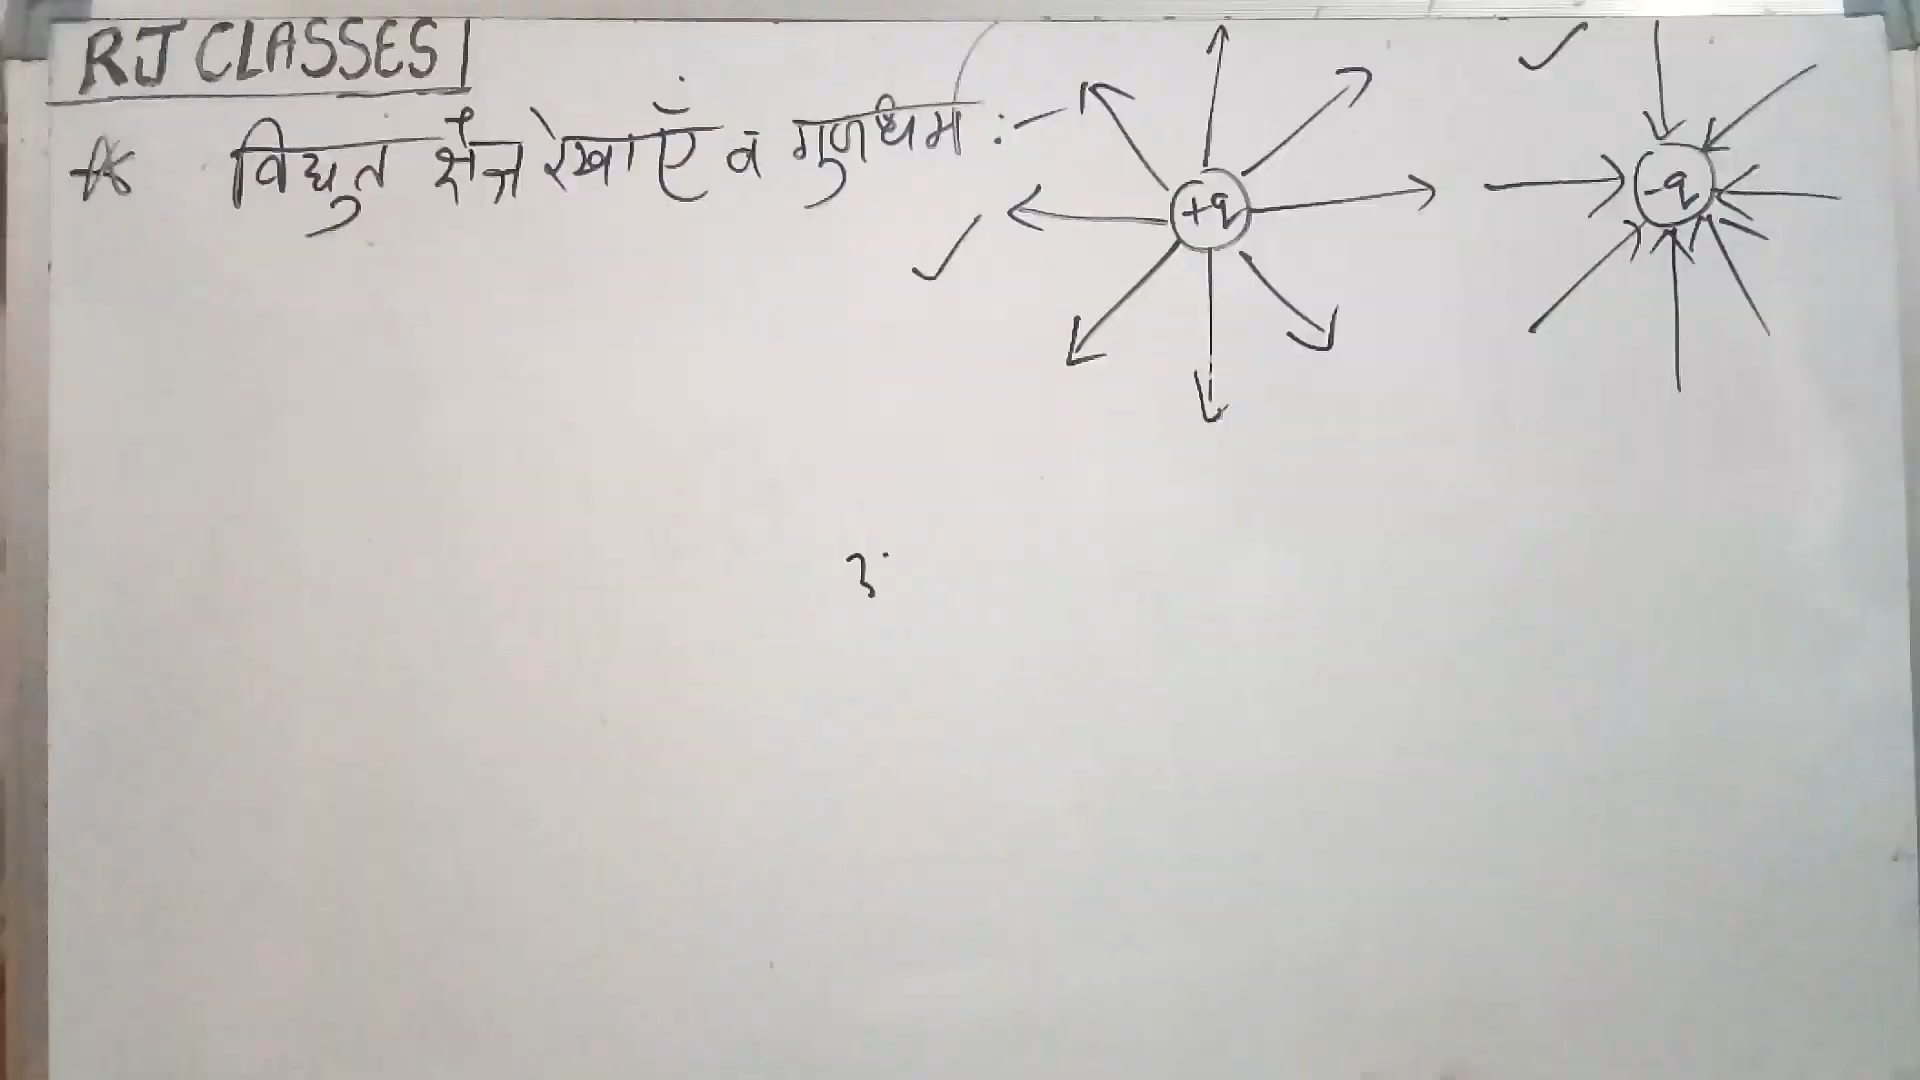 RJ CLASSES
विद्युत क्षैत्र रेखाएँ व गुणधर्म :-
+q
-q